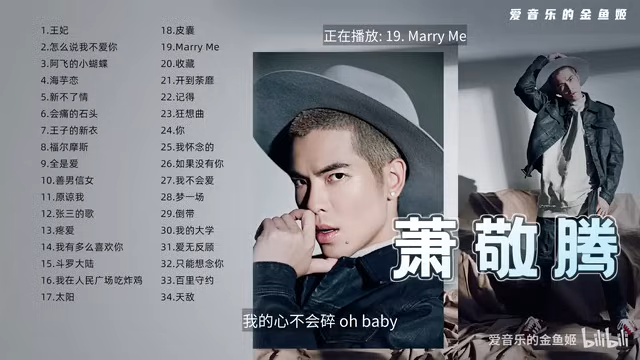 爱音乐的金鱼姬
正在播放: 19. Marry Me
1.王妃
2.怎么说我不爱你
3.阿飞的小蝴蝶
4.海芋恋
5.新不了情
6.会痛的石头
7.王子的新衣
8.福尔摩斯
9.全是爱
10.善男信女
11.原谅我
12.张三的歌
13.疼爱
14.我有多么喜欢你
15.斗罗大陆
16.我在人民广场吃炸鸡
17.太阳
18.皮囊
19.Marry Me
20.收藏
21.开到荼靡
22.记得
23.狂想曲
24.你
25.我怀念的
26.如果没有你
27.我不会爱
28.梦一场
29.倒带
30.我的大学
31.爱无反顾
32.只能想念你
33.百里守约
34.天敌
萧敬腾
我的心不会碎 oh baby
爱音乐的金鱼姬 bilibili